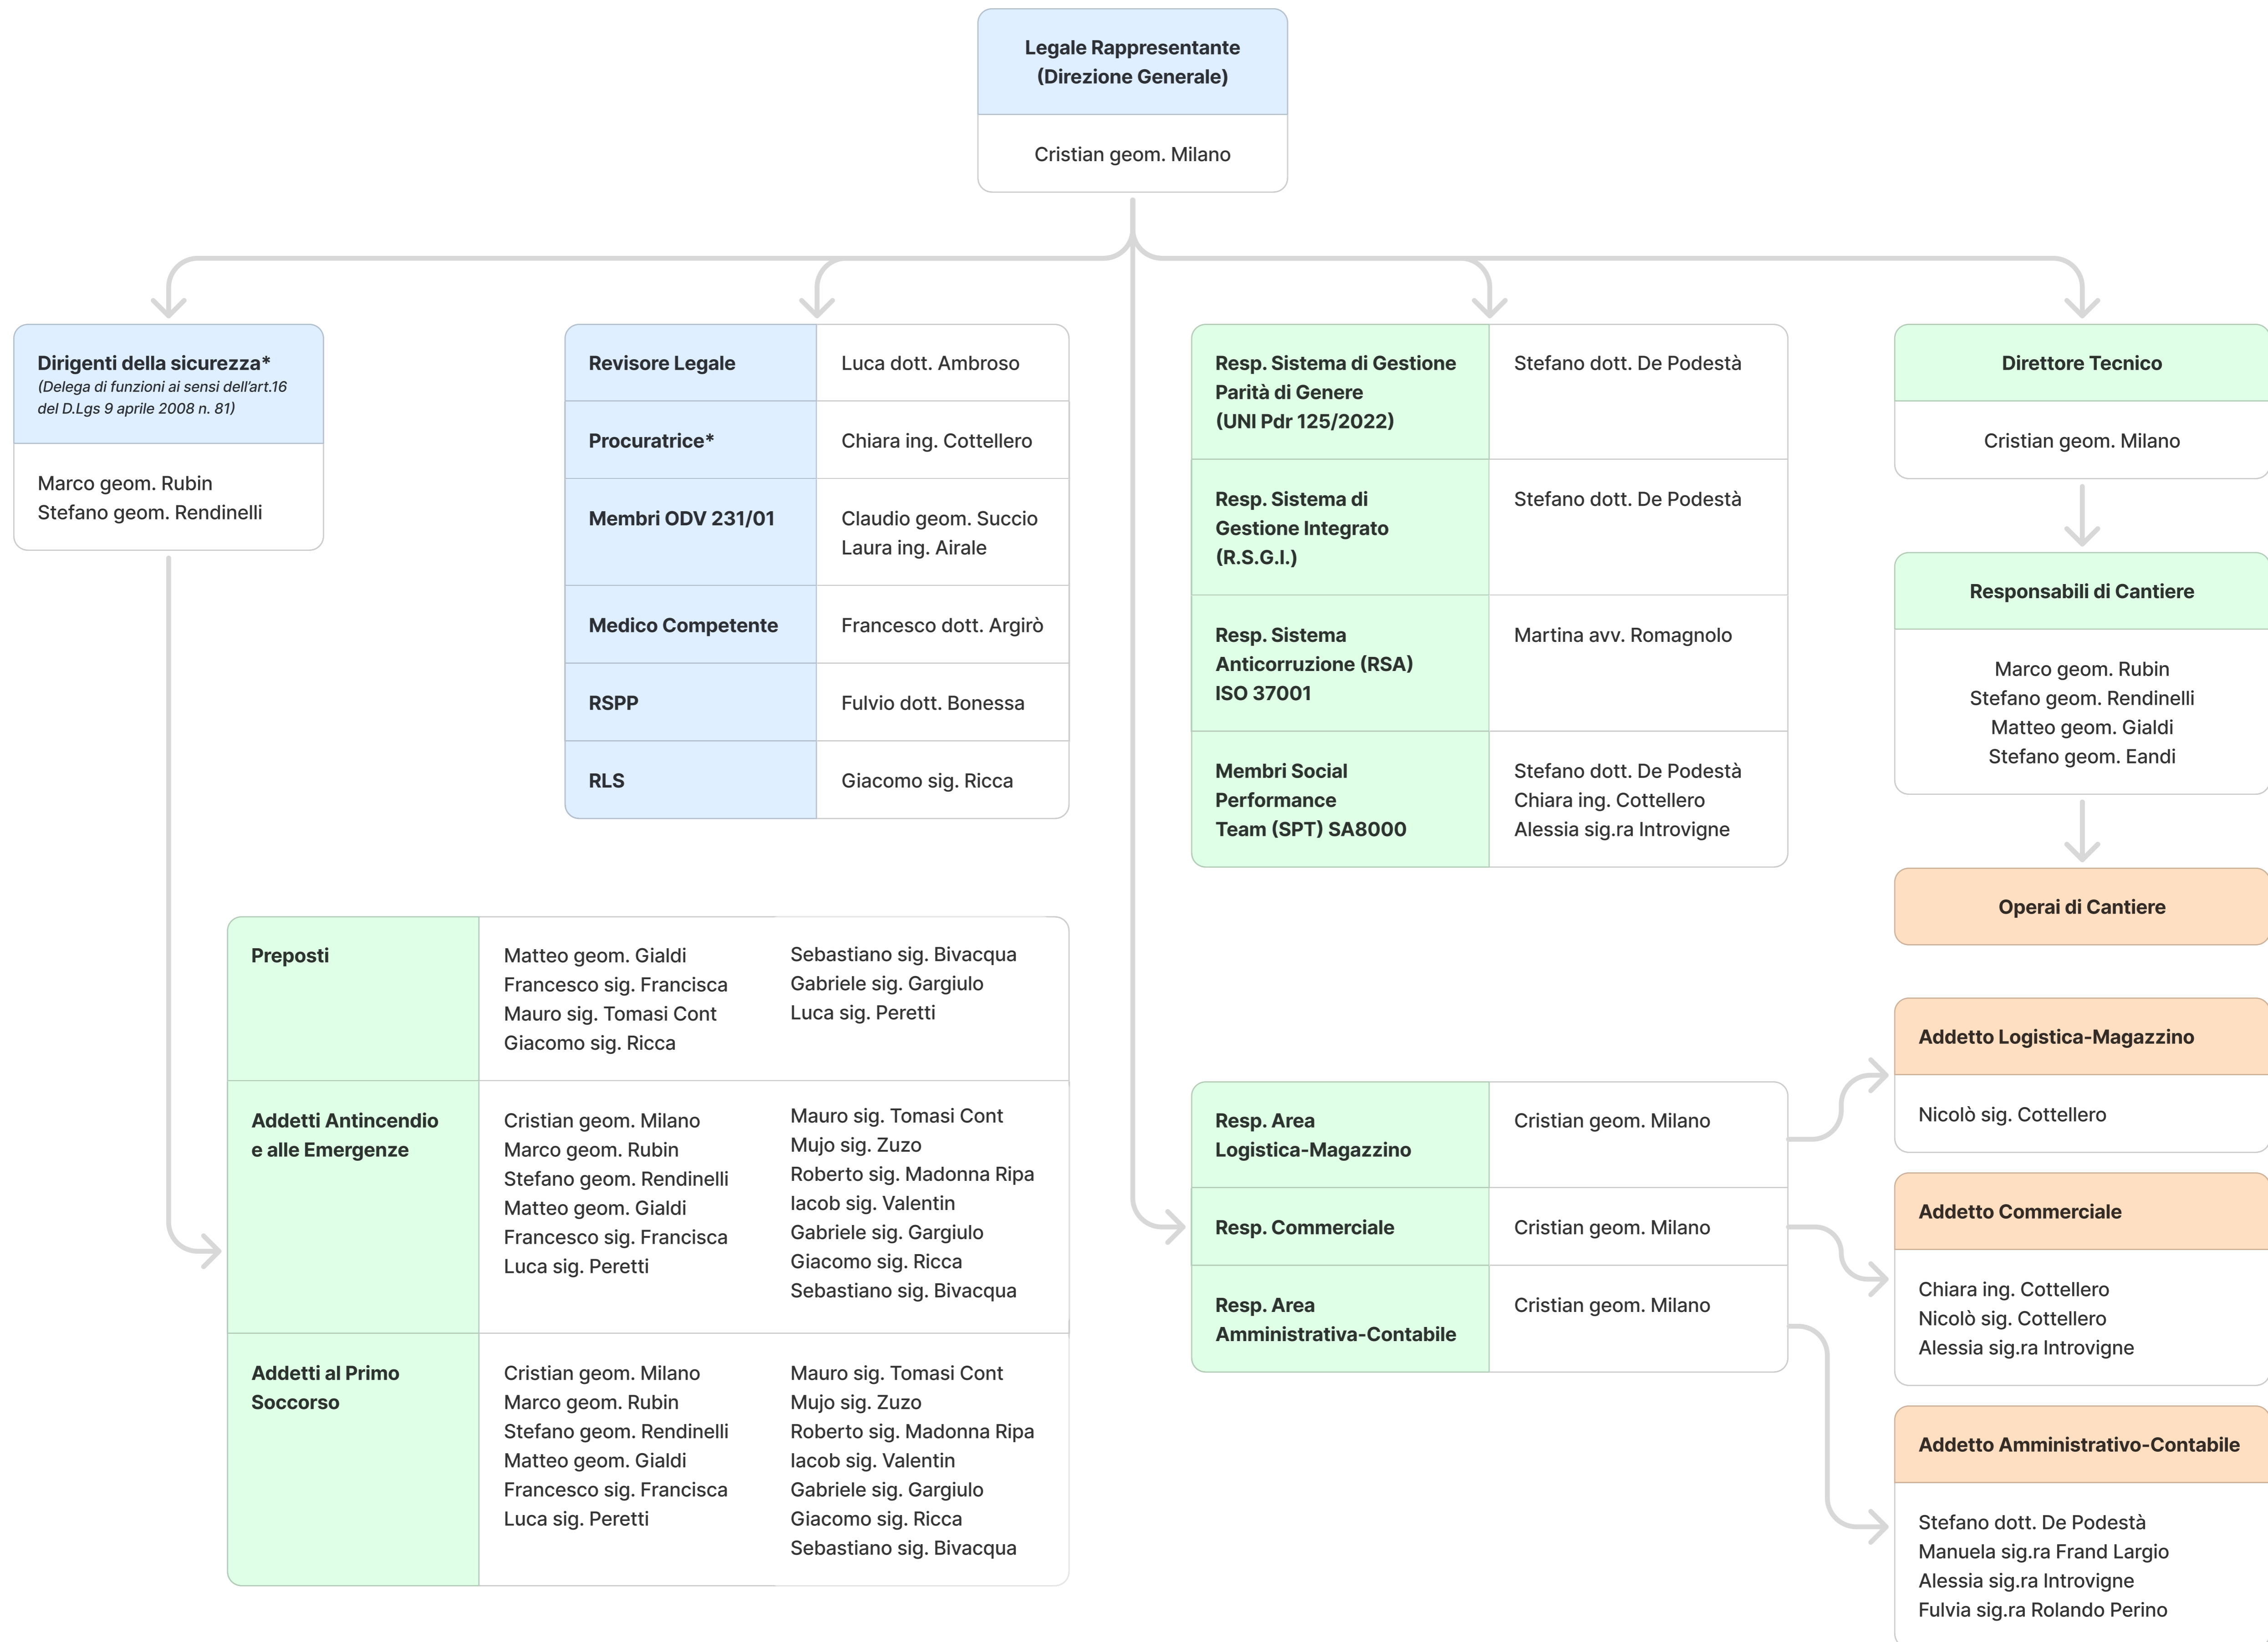 Legale Rappresentante
(Direzione Generale)
Cristian geom. Milano
Dirigenti della sicurezza*
(Delega di funzioni ai sensi dell'art.16
del D.Lgs 9 aprile 2008 n. 81)
Marco geom. Rubin
Stefano geom. Rendinelli
Revisore Legale
Luca dott. Ambroso
Procuratrice*
Chiara ing. Cottellero
Membri ODV 231/01
Claudio geom. Succio
Laura ing. Airale
Medico Competente
Francesco dott. Argirò
RSPP
Fulvio dott. Bonessa
RLS
Giacomo sig. Ricca
Resp. Sistema di Gestione
Parità di Genere
(UNI Pdr 125/2022)
Stefano dott. De Podestà
Resp. Sistema di
Gestione Integrato
(R.S.G.I.)
Stefano dott. De Podestà
Resp. Sistema
Anticorruzione (RSA)
ISO 37001
Martina avv. Romagnolo
Membri Social
Performance
Team (SPT) SA8000
Stefano dott. De Podestà
Chiara ing. Cottellero
Alessia sig.ra Introvigne
Direttore Tecnico
Cristian geom. Milano
Responsabili di Cantiere
Marco geom. Rubin
Stefano geom. Rendinelli
Matteo geom. Gialdi
Stefano geom. Eandi
Operai di Cantiere
Preposti
Matteo geom. Gialdi
Francesco sig. Francisca
Mauro sig. Tomasi Cont
Giacomo sig. Ricca
Sebastiano sig. Bivacqua
Gabriele sig. Gargiulo
Luca sig. Peretti
Addetti Antincendio
e alle Emergenze
Cristian geom. Milano
Marco geom. Rubin
Stefano geom. Rendinelli
Matteo geom. Gialdi
Francesco sig. Francisca
Luca sig. Peretti
Mauro sig. Tomasi Cont
Mujo sig. Zuzo
Roberto sig. Madonna Ripa
Iacob sig. Valentin
Gabriele sig. Gargiulo
Giacomo sig. Ricca
Sebastiano sig. Bivacqua
Addetti al Primo
Soccorso
Cristian geom. Milano
Marco geom. Rubin
Stefano geom. Rendinelli
Matteo geom. Gialdi
Francesco sig. Francisca
Luca sig. Peretti
Mauro sig. Tomasi Cont
Mujo sig. Zuzo
Roberto sig. Madonna Ripa
Iacob sig. Valentin
Gabriele sig. Gargiulo
Giacomo sig. Ricca
Sebastiano sig. Bivacqua
Resp. Area
Logistica-Magazzino
Cristian geom. Milano
Resp. Commerciale
Cristian geom. Milano
Resp. Area
Amministrativa-Contabile
Cristian geom. Milano
Addetto Logistica-Magazzino
Nicolò sig. Cottellero
Addetto Commerciale
Chiara ing. Cottellero
Nicolò sig. Cottellero
Alessia sig.ra Introvigne
Addetto Amministrativo-Contabile
Stefano dott. De Podestà
Manuela sig.ra Frand Largio
Alessia sig.ra Introvigne
Fulvia sig.ra Rolando Perino